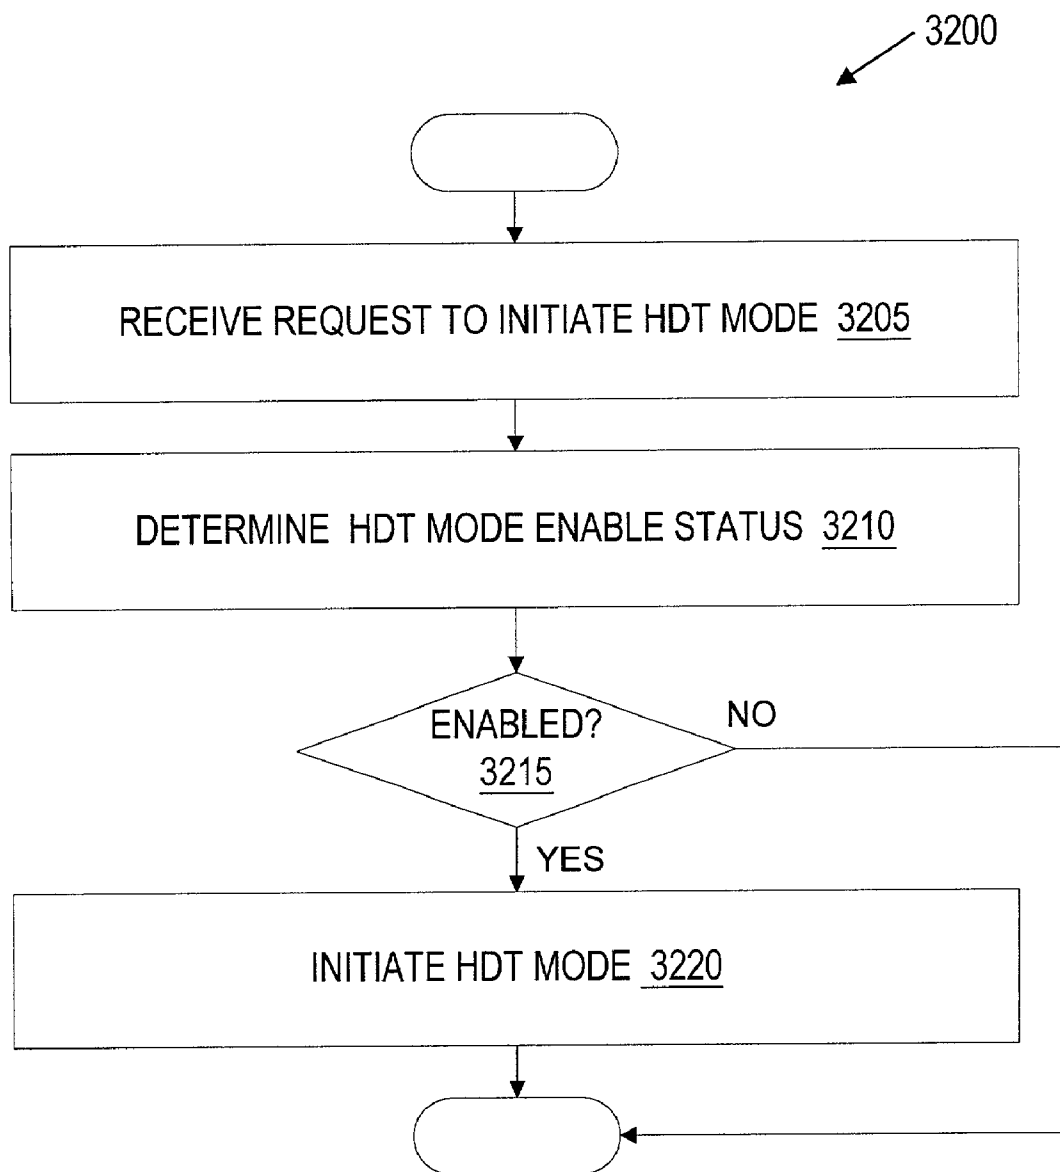 3200
RECEIVE REQUEST TO INITIATE HDT MODE 3205
DETERMINE HDT MODE ENABLE STATUS 3210
ENABLED?
3215
NO
YES
INITIATE HDT MODE 3220